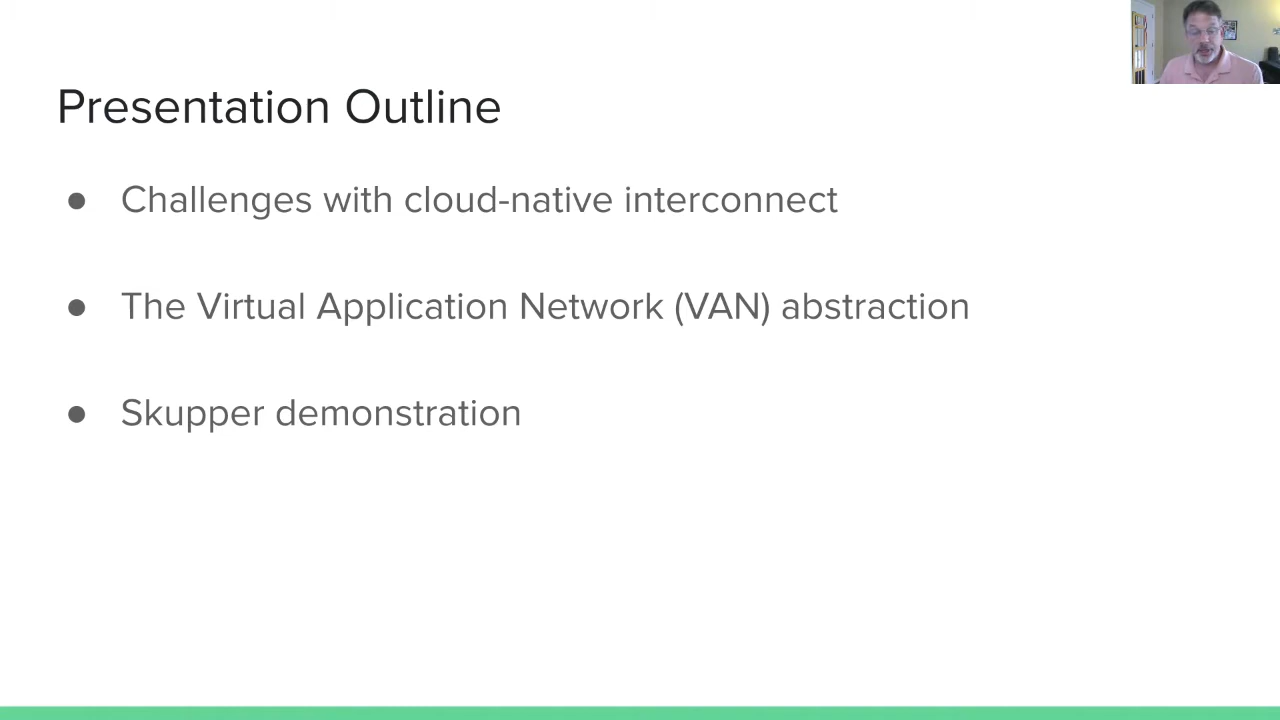 Presentation Outline
● Challenges with cloud-native interconnect
● The Virtual Application Network (VAN) abstraction
● Skupper demonstration